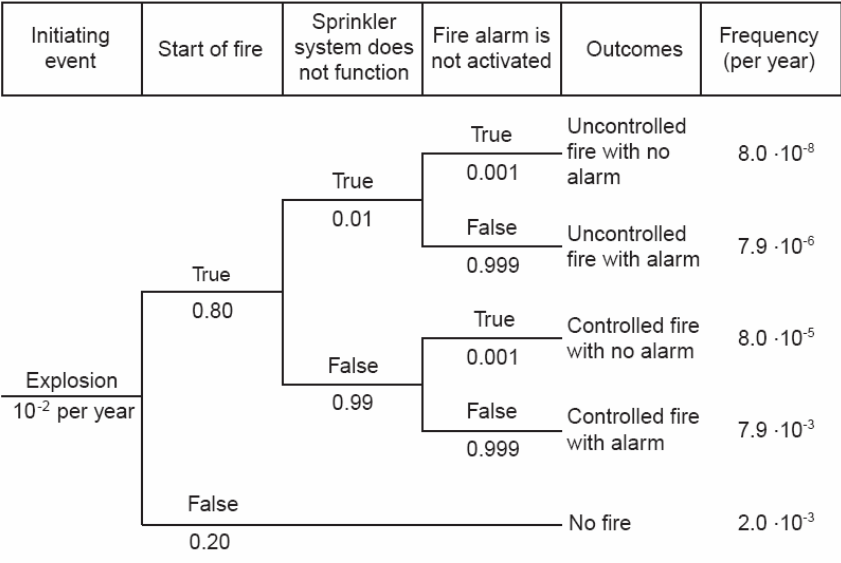 Initiating
event
Start of fire
Sprinkler
system does
not function
Fire alarm is
not activated
Outcomes
Frequency
(per year)
Explosion
10⁻² per year
True
0.80
False
0.20
True
0.01
False
0.99
True
0.001
False
0.999
True
0.001
False
0.999
Uncontrolled
fire with no
alarm
8.0 ·10⁻⁸
Uncontrolled
fire with alarm
7.9 ·10⁻⁶
Controlled fire
with no alarm
8.0 ·10⁻⁵
Controlled fire
with alarm
7.9 ·10⁻³
No fire
2.0 ·10⁻³